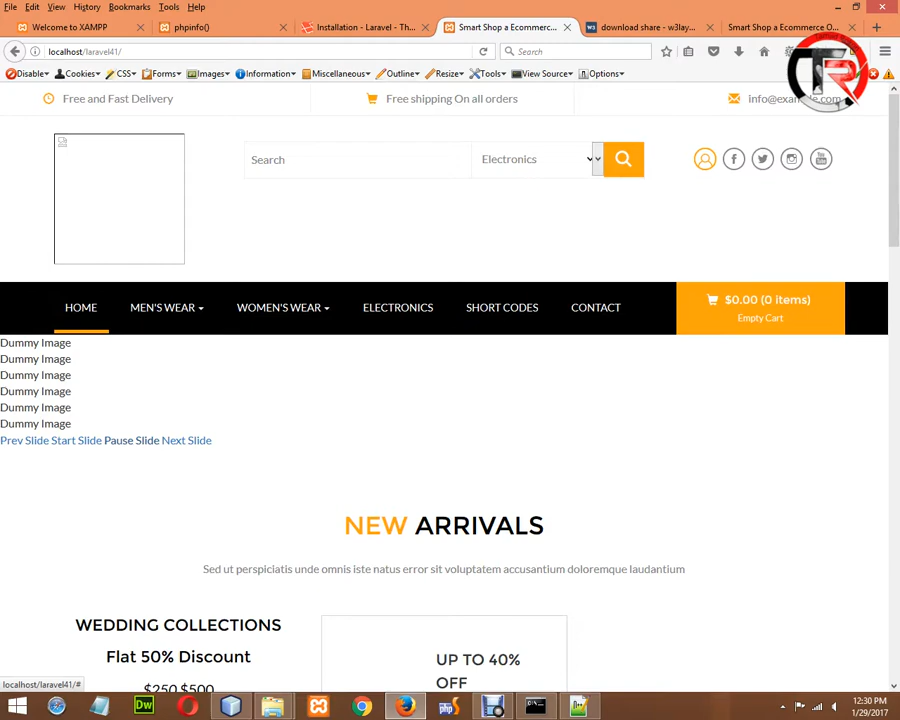 File Edit View History Bookmarks Tools Help
Welcome to XAMPP
phpinfo()
Installation - Laravel - Th...
Smart Shop a Ecommerc...
download share - w3lay...
Smart Shop a Ecommerce O...
localhost/laravel41/
Search
Disable Cookies CSS Forms Images Information Miscellaneous Outline Resize Tools View Source Options
Free and Fast Delivery
Free shipping On all orders
info@example.com
TR
Search
Electronics
You
HOME
MEN'S WEAR
WOMEN'S WEAR
ELECTRONICS
SHORT CODES
CONTACT
$0.00 (0 items)
Empty Cart
Dummy Image
Dummy Image
Dummy Image
Dummy Image
Dummy Image
Dummy Image
Prev Slide Start Slide Pause Slide Next Slide
NEW ARRIVALS
Sed ut perspiciatis unde omnis iste natus error sit voluptatem accusantium doloremque laudantium
WEDDING COLLECTIONS
Flat 50% Discount
$250 $500
UP TO 40%
OFF
localhost/laravel41/#
Dw
12:30 PM
1/29/2017